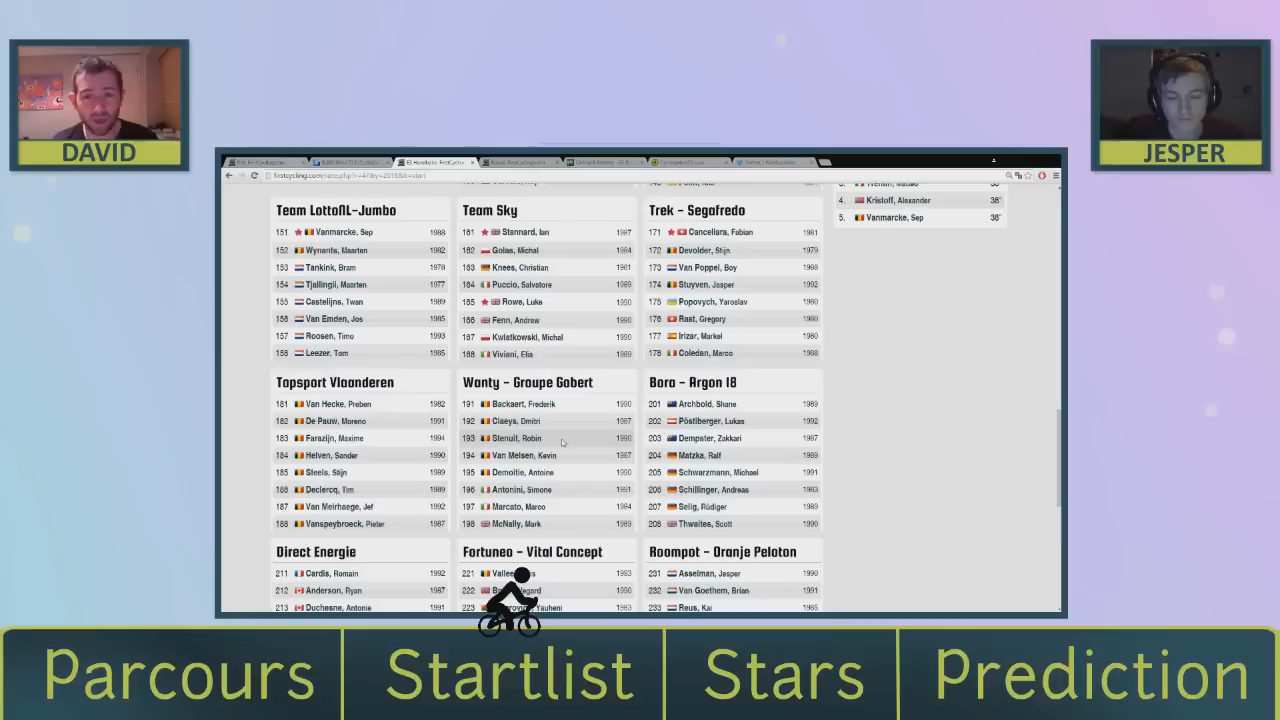 DAVID
JESPER
firstcycling.com/race.php?r=47&y=2016&k=start
4. Kristoff, Alexander 38"
5. Vanmarcke, Sep 38"
Team LottoNL-Jumbo
151 Vanmarcke, Sep 1988
152 Wynants, Maarten 1982
153 Tankink, Bram 1978
154 Tjallingii, Maarten 1977
155 Castelijns, Twan 1989
156 Van Emden, Jos 1985
157 Roosen, Timo 1993
158 Leezer, Tom 1985
Team Sky
161 Stannard, Ian 1987
162 Golas, Michal 1984
163 Knees, Christian 1981
164 Puccio, Salvatore 1989
165 Rowe, Luke 1990
166 Fenn, Andrew 1990
167 Kwiatkowski, Michal 1990
168 Viviani, Elia 1989
Trek - Segafredo
171 Cancellara, Fabian 1981
172 Devolder, Stijn 1979
173 Van Poppel, Boy 1988
174 Stuyven, Jasper 1992
175 Popovych, Yaroslav 1980
176 Rast, Gregory 1980
177 Irizar, Markel 1980
178 Coledan, Marco 1988
Topsport Vlaanderen
181 Van Hecke, Preben 1982
182 De Pauw, Moreno 1991
183 Farazijn, Maxime 1994
184 Helven, Sander 1990
185 Steels, Stijn 1989
186 Declercq, Tim 1989
187 Van Meirhaege, Jef 1992
188 Vanspeybroeck, Pieter 1987
Wanty - Groupe Gobert
191 Backaert, Frederik 1990
192 Claeys, Dmitri 1987
193 Stenuit, Robin 1990
194 Van Melsen, Kevin 1987
195 Demoitie, Antoine 1990
196 Antonini, Simone 1991
197 Marcato, Marco 1984
198 McNally, Mark 1989
Bora - Argon 18
201 Archbold, Shane 1989
202 Pöstlberger, Lukas 1992
203 Dempster, Zakkari 1987
204 Matzka, Ralf 1989
205 Schwarzmann, Michael 1991
206 Schillinger, Andreas 1983
207 Selig, Rüdiger 1989
208 Thwaites, Scott 1990
Direct Energie
211 Cardis, Romain 1992
212 Anderson, Ryan 1987
213 Duchesne, Antoine 1991
Fortuneo - Vital Concept
221 1993
222 1990
223 Yauheni 1983
Roompot - Oranje Peloton
231 Asselman, Jesper 1990
232 Van Goethem, Brian 1991
233 Reus, Kai 1985
Parcours
Startlist
Stars
Prediction